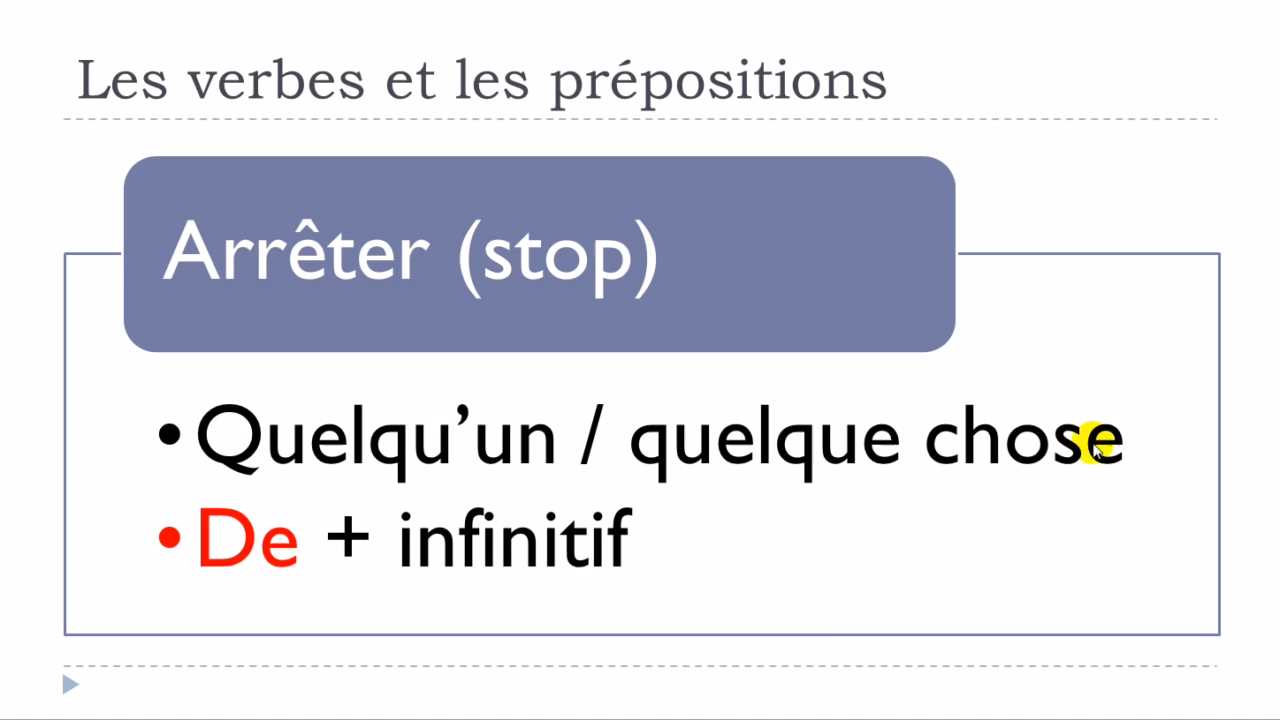 Les verbes et les prépositions
Arrêter (stop)
•Quelqu’un / quelque chose
•De + infinitif